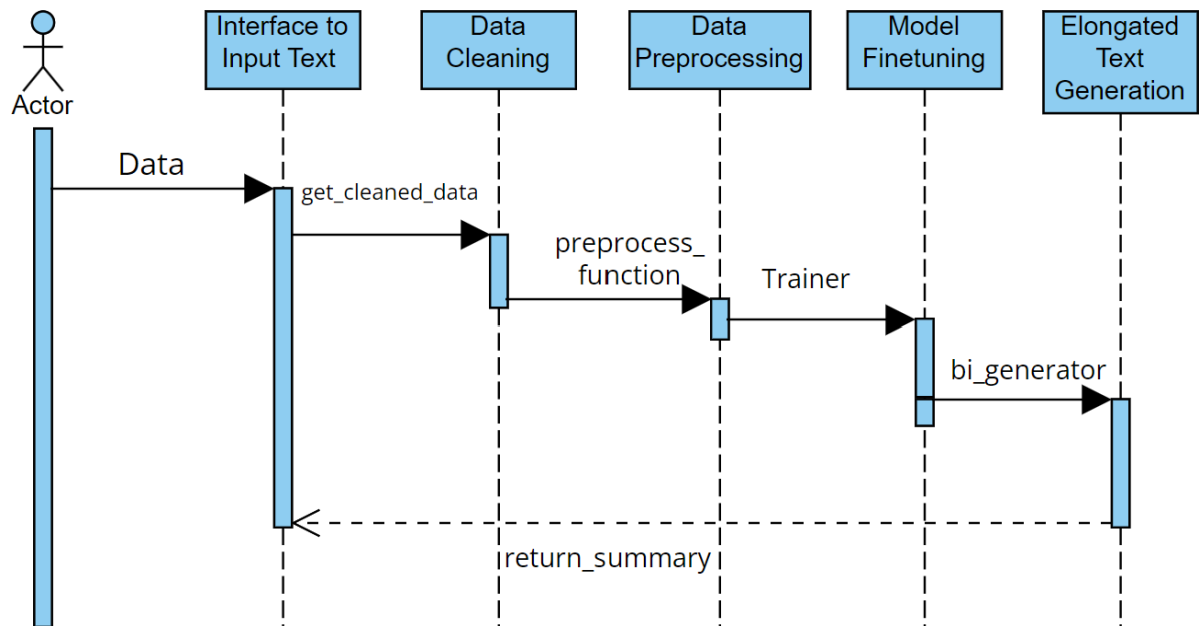 Actor
Interface to
Input Text
Data
Cleaning
Data
Preprocessing
Model
Finetuning
Elongated
Text
Generation
Data
get_cleaned_data
preprocess_
function
Trainer
bi_generator
return_summary